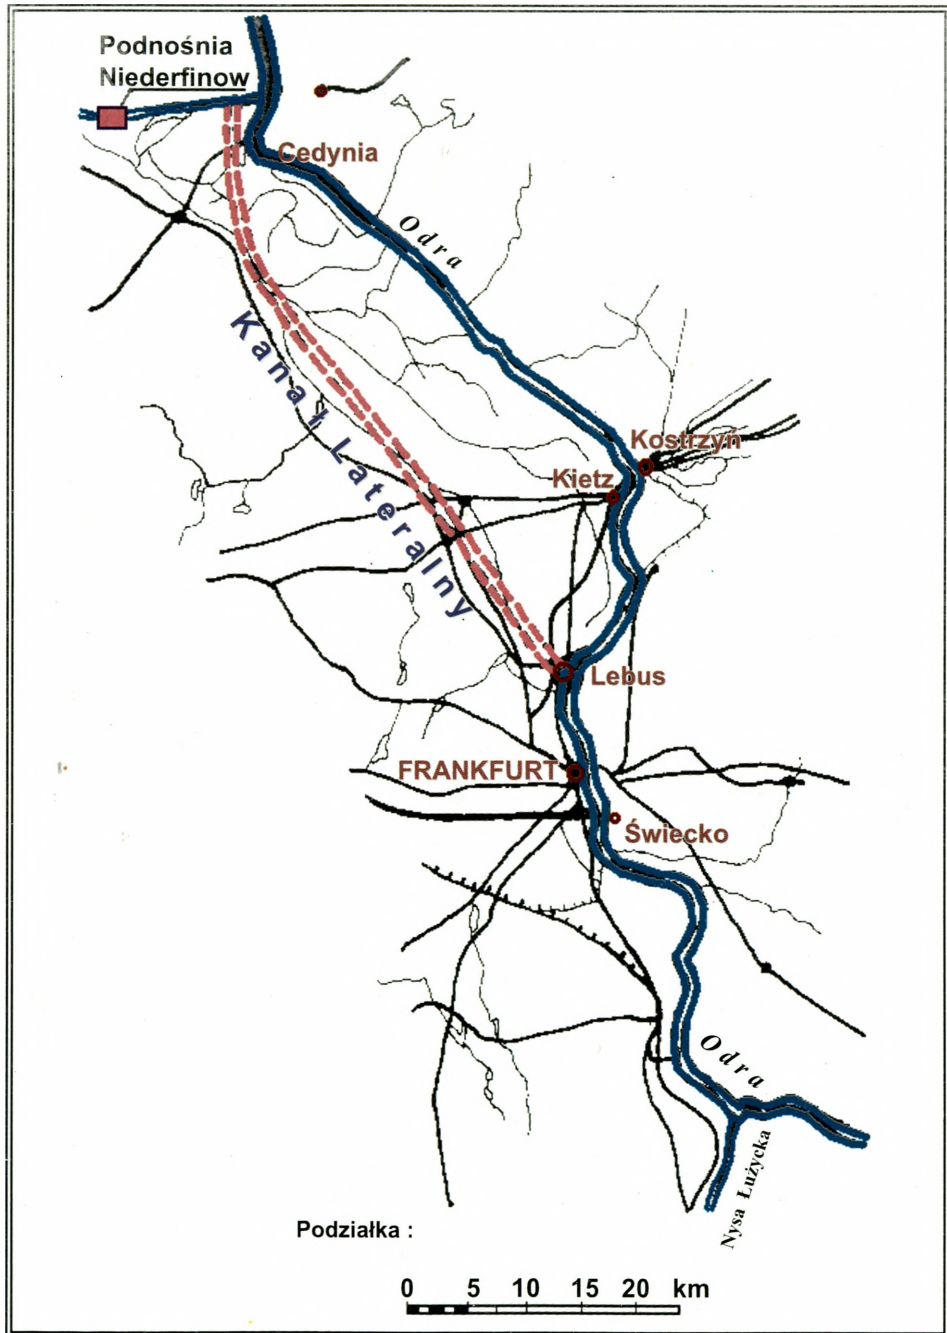 Podnośnia
Niederfinow
Cedynia
Odra
Kanał Lateralny
Kostrzyń
Kietz
Lebus
FRANKFURT
Świecko
Odra
Nysa Łużycka
Podziałka :
0 5 10 15 20 km